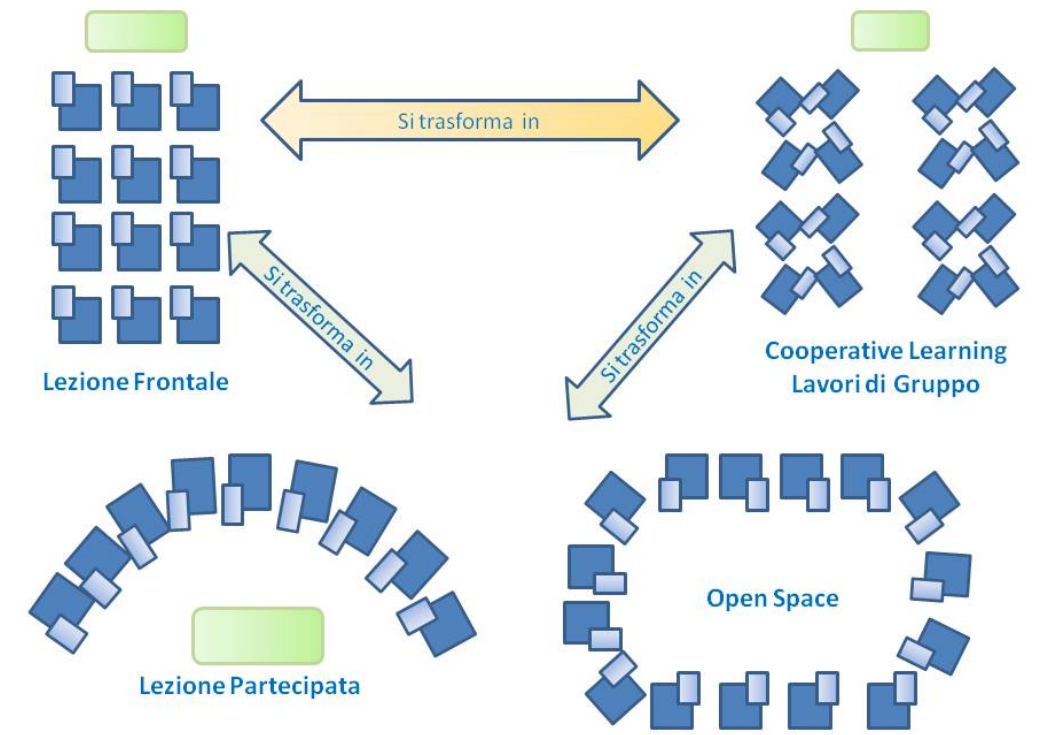 Si trasforma in
Si trasforma in
Si trasforma in
Lezione Frontale
Cooperative Learning
Lavori di Gruppo
Open Space
Lezione Partecipata